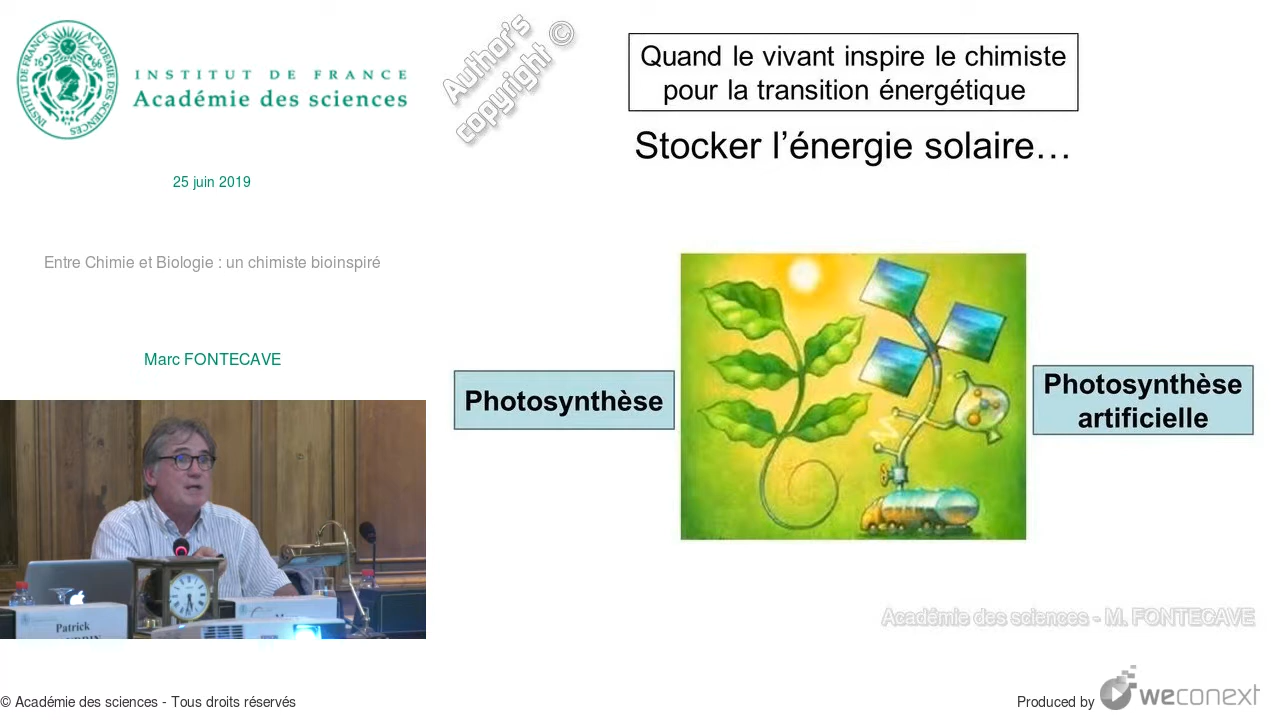 INSTITUT DE FRANCE
Académie des sciences
25 juin 2019
Entre Chimie et Biologie : un chimiste bioinspiré
Marc FONTECAVE
Patrick
Author's
copyright ©
Quand le vivant inspire le chimiste
pour la transition énergétique
Stocker l'énergie solaire…
Photosynthèse
Photosynthèse
artificielle
Académie des sciences - M. FONTECAVE
© Académie des sciences - Tous droits réservés
Produced by weconext